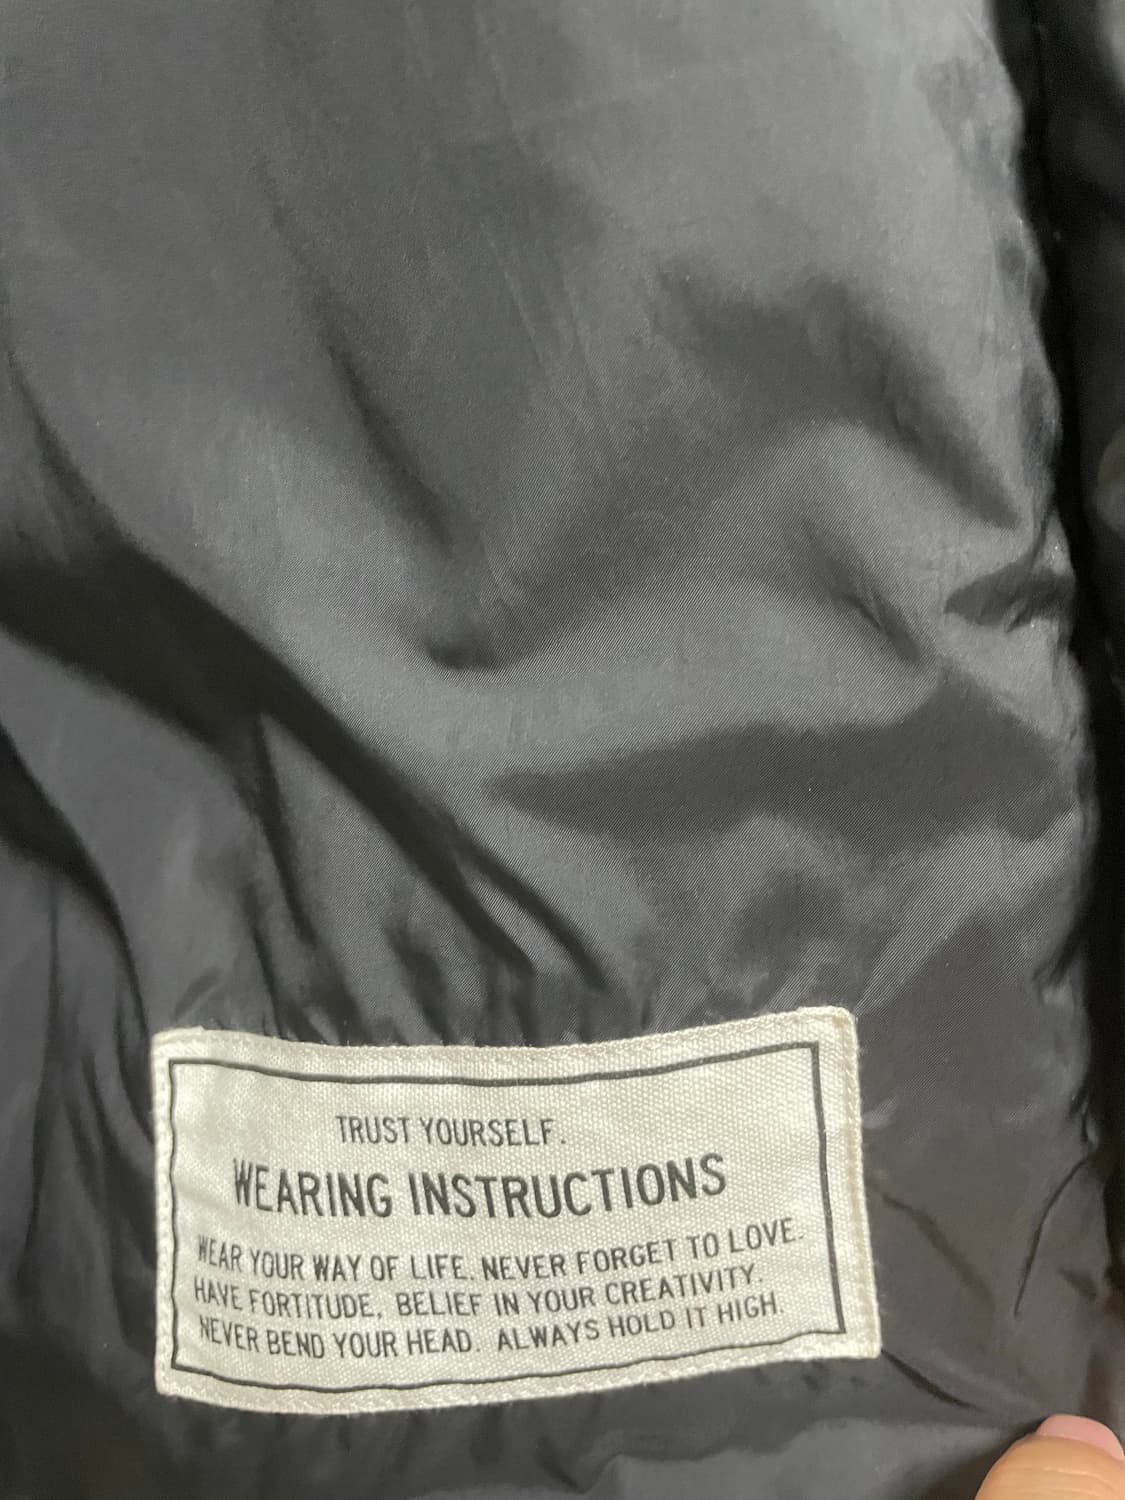 TRUST YOURSELF.
WEARING INSTRUCTIONS
WEAR YOUR WAY OF LIFE. NEVER FORGET TO LOVE.
HAVE FORTITUDE, BELIEF IN YOUR CREATIVITY.
NEVER BEND YOUR HEAD. ALWAYS HOLD IT HIGH.